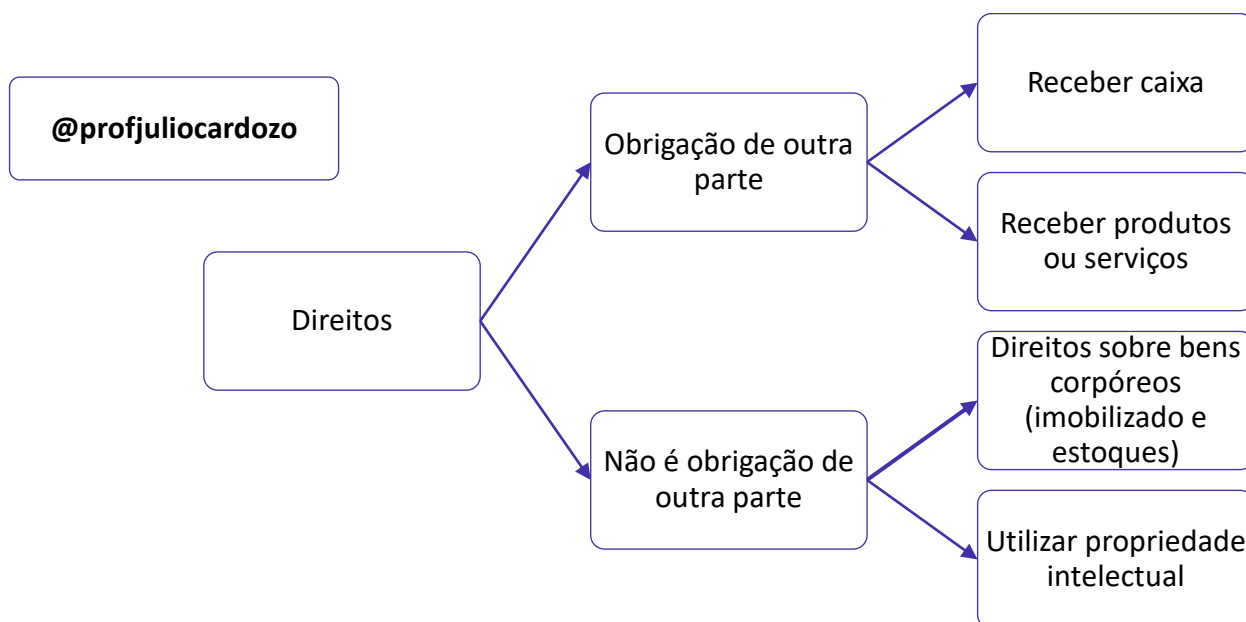 @profjuliocardozo
Direitos
Obrigação de outra
parte
Receber caixa
Receber produtos
ou serviços
Não é obrigação de
outra parte
Direitos sobre bens
corpóreos
(imobilizado e
estoques)
Utilizar propriedade
intelectual